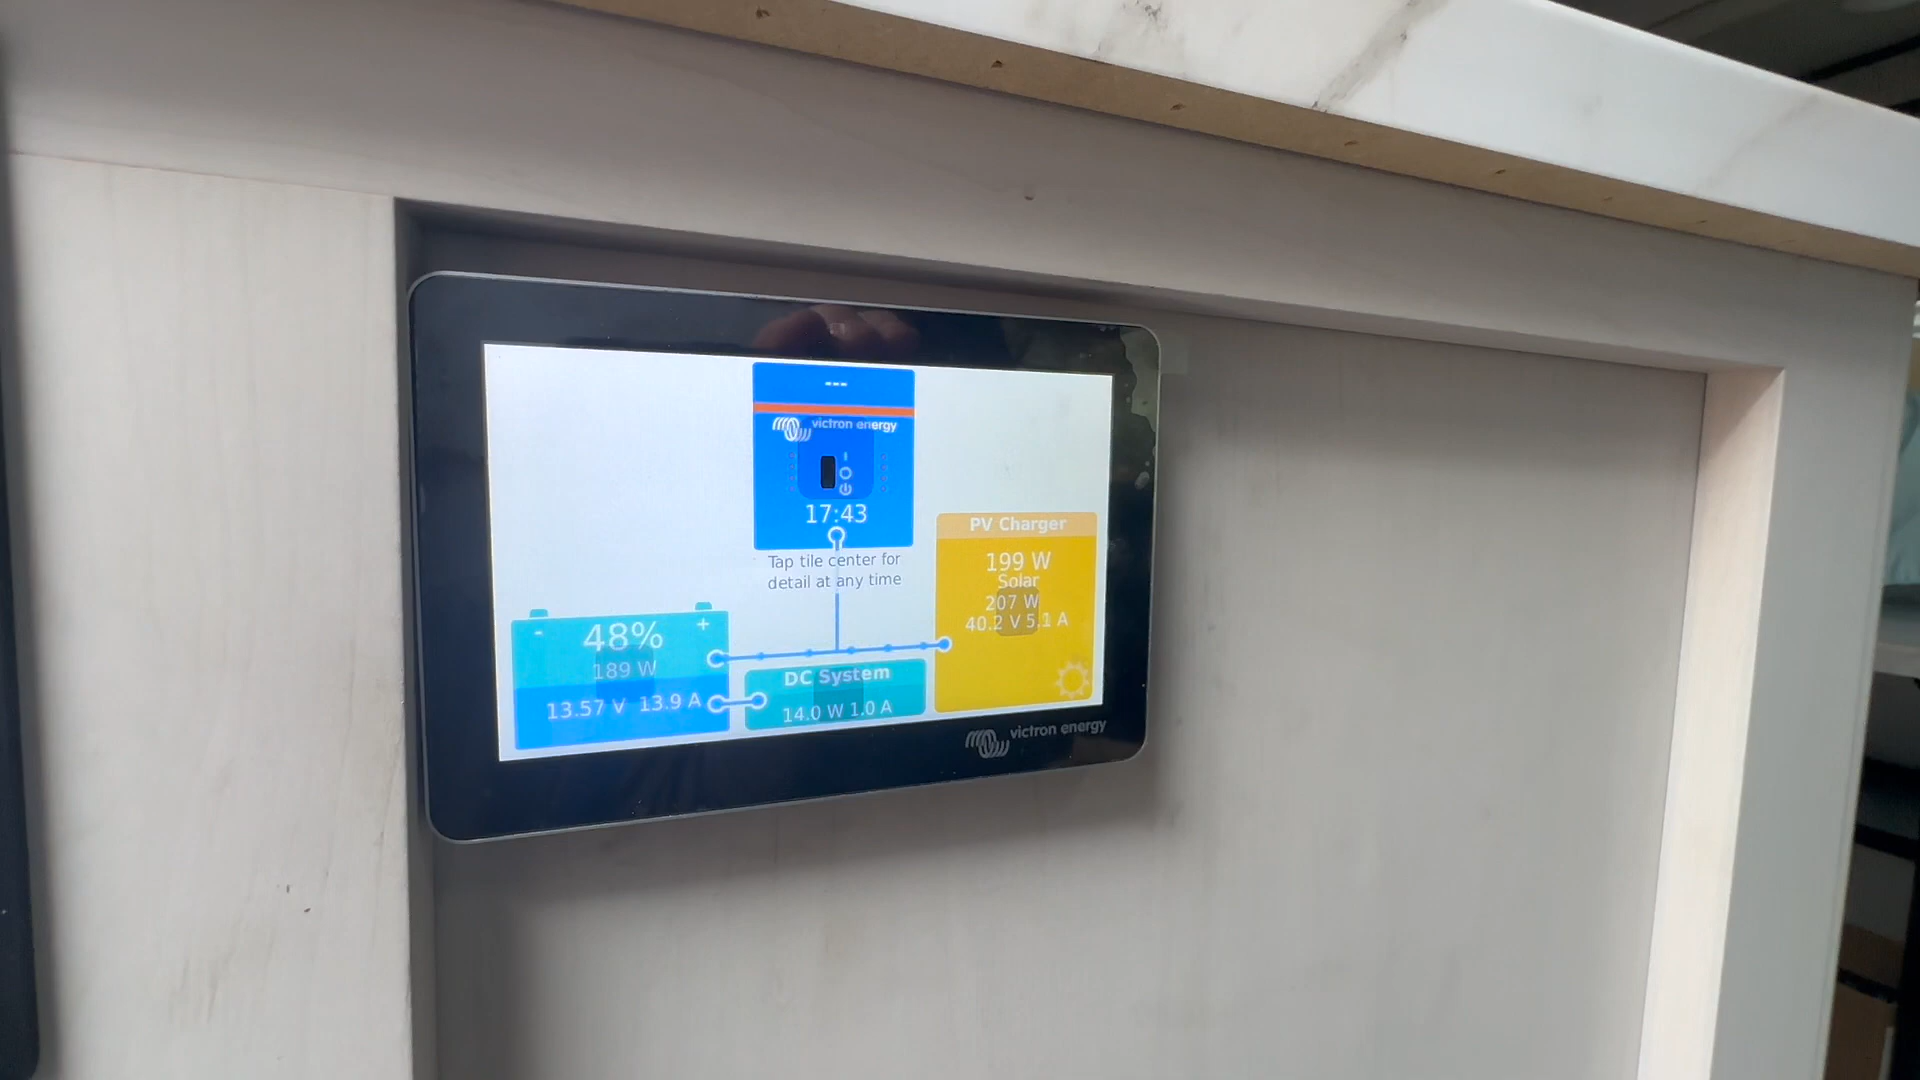 ---
victron energy
17:43
Tap tile center for
detail at any time
PV Charger
199 W
Solar
207 W
40.2 V 5.1 A
- 48% +
189 W
13.57 V 13.9 A
DC System
14.0 W 1.0 A
victron energy